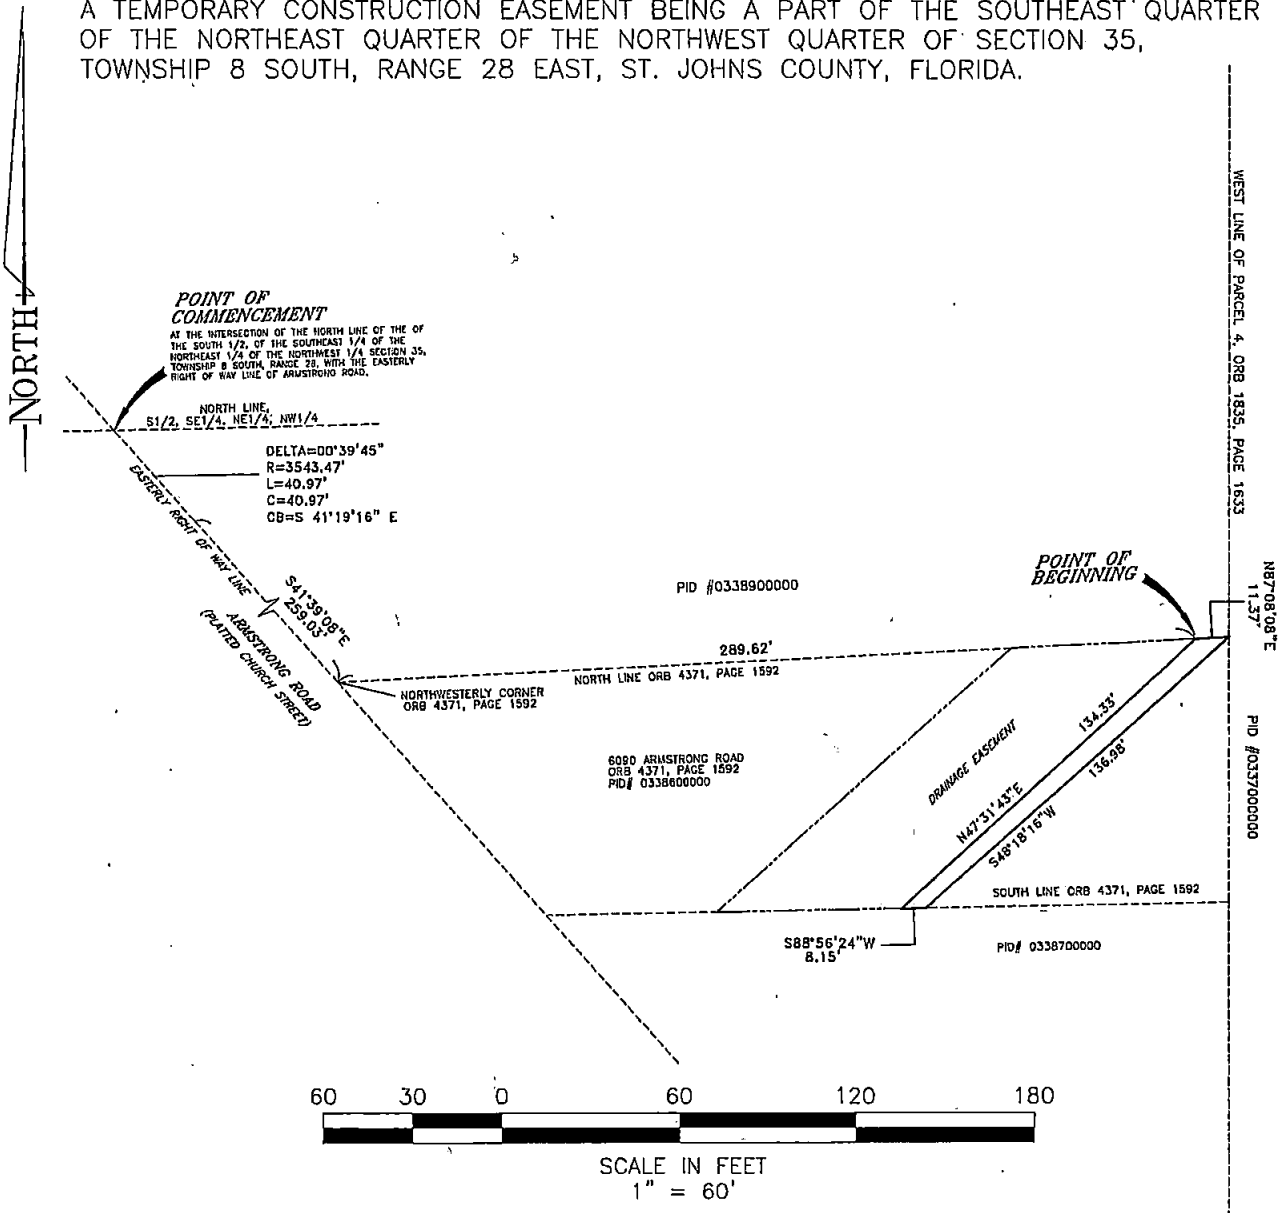 A TEMPORARY CONSTRUCTION EASEMENT BEING A PART OF THE SOUTHEAST QUARTER
OF THE NORTHEAST QUARTER OF THE NORTHWEST QUARTER OF SECTION 35,
TOWNSHIP 8 SOUTH, RANGE 28 EAST, ST. JOHNS COUNTY, FLORIDA.
NORTH
POINT OF
COMMENCEMENT
AT THE INTERSECTION OF THE NORTH LINE OF THE OF
THE SOUTH 1/2, OF THE SOUTHEAST 1/4 OF THE
NORTHEAST 1/4 OF THE NORTHWEST 1/4 SECTION 35,
TOWNSHIP 8 SOUTH, RANGE 28, WITH THE EASTERLY
RIGHT OF WAY LINE OF ARMSTRONG ROAD.
NORTH LINE,
S1/2, SE1/4, NE1/4, NW1/4
DELTA=00°39'45"
R=3543.47'
L=40.97'
C=40.97'
CB=S 41°19'16" E
EASTERLY RIGHT OF WAY LINE
S41°39'08"E
259.03'
ARMSTRONG ROAD
(PLATTED CHURCH STREET)
NORTHWESTERLY CORNER
ORB 4371, PAGE 1592
PID #0338900000
289.62'
NORTH LINE ORB 4371, PAGE 1592
POINT OF
BEGINNING
WEST LINE OF PARCEL 4, ORB 1835, PAGE 1633
N87°08'08"E
11.37'
6090 ARMSTRONG ROAD
ORB 4371, PAGE 1592
PID# 0338600000
DRAINAGE EASEMENT
134.33'
N47°31'43"E
136.98'
S48°18'16"W
PID #0337000000
SOUTH LINE ORB 4371, PAGE 1592
S88°56'24"W
8.15'
PID# 0338700000
60 30 0 60 120 180
SCALE IN FEET
1" = 60'